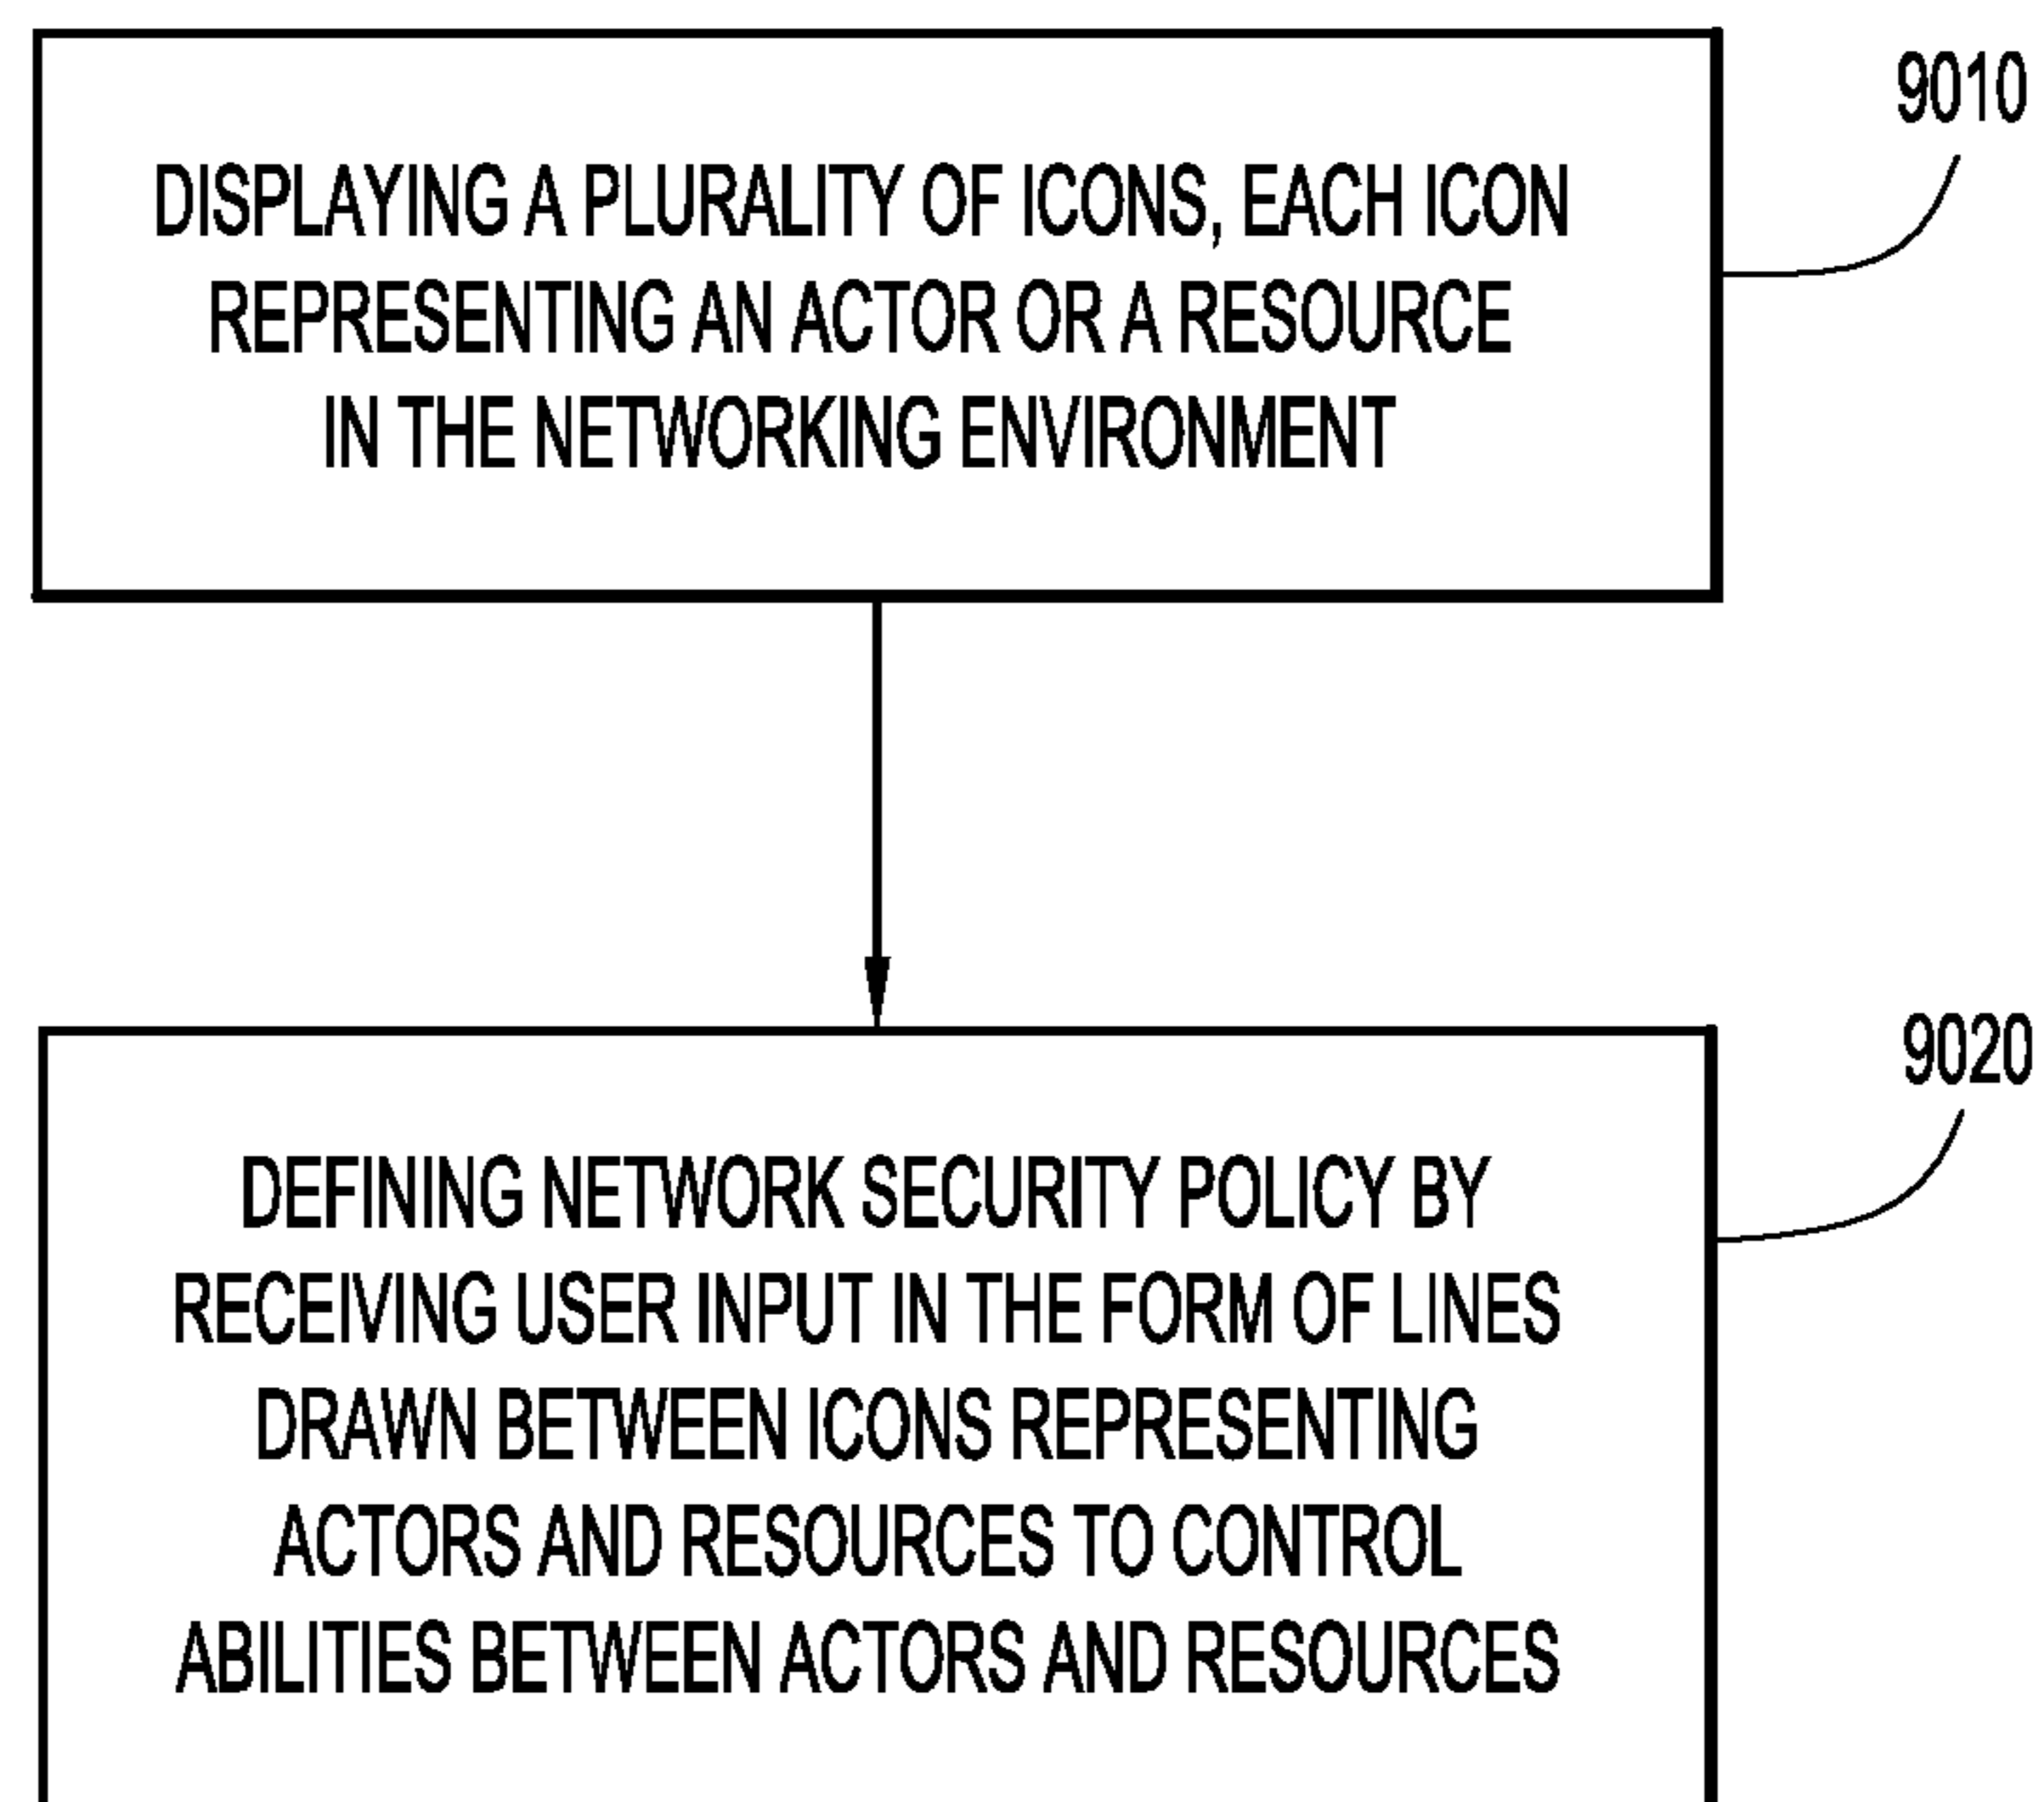 9010
DISPLAYING A PLURALITY OF ICONS, EACH ICON
REPRESENTING AN ACTOR OR A RESOURCE
IN THE NETWORKING ENVIRONMENT
9020
DEFINING NETWORK SECURITY POLICY BY
RECEIVING USER INPUT IN THE FORM OF LINES
DRAWN BETWEEN ICONS REPRESENTING
ACTORS AND RESOURCES TO CONTROL
ABILITIES BETWEEN ACTORS AND RESOURCES